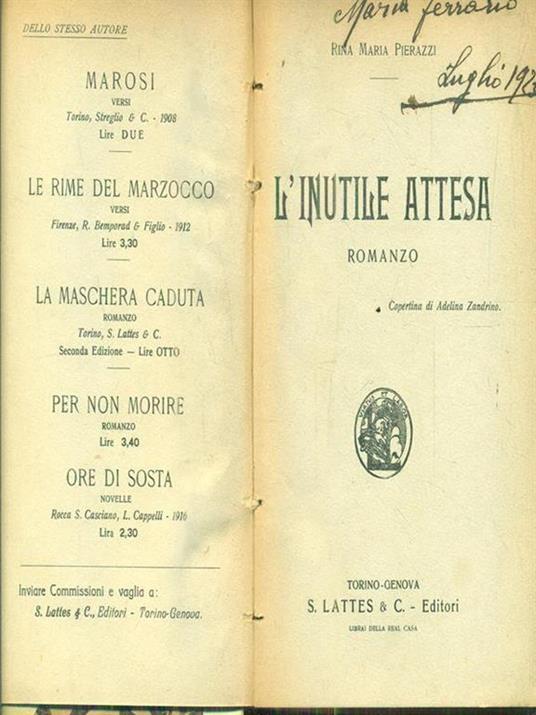 DELLO STESSO AUTORE
MAROSI
VERSI
Torino, Streglio & C. - 1908
Lire DUE
LE RIME DEL MARZOCCO
VERSI
Firenze, R. Bemporad & Figlio - 1912
Lire 3,30
LA MASCHERA CADUTA
ROMANZO
Torino, S. Lattes & C.
Seconda Edizione — Lire OTTO
PER NON MORIRE
ROMANZO
Lire 3,40
ORE DI SOSTA
NOVELLE
Rocca S. Casciano, L. Cappelli - 1916
Lira 2,30
Inviare Commissioni e vaglia a:
S. Lattes & C., Editori - Torino-Genova.
Maria Ferrario
RINA MARIA PIERAZZI
Luglio
L'INUTILE ATTESA
ROMANZO
Copertina di Adelina Zandrino.
TORINO-GENOVA
S. LATTES & C. - Editori
LIBRAI DELLA REAL CASA